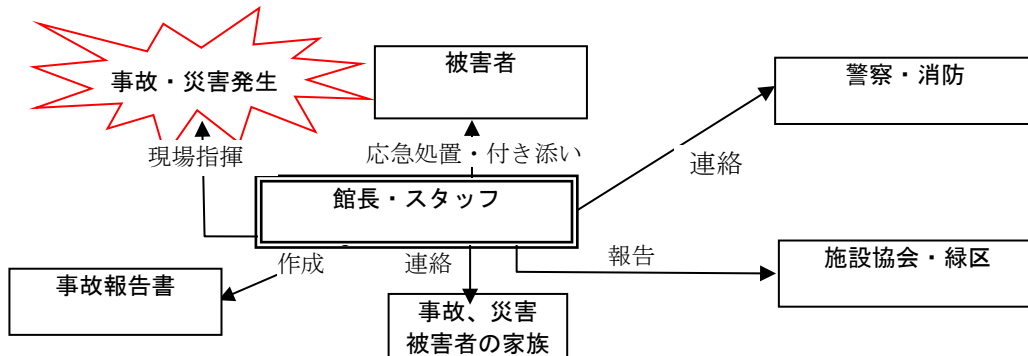 事故・災害発生
被害者
警察・消防
現場指揮
応急処置・付き添い
連絡
館長・スタッフ
作成
連絡
報告
施設協会・緑区
事故報告書
事故、災害
被害者の家族